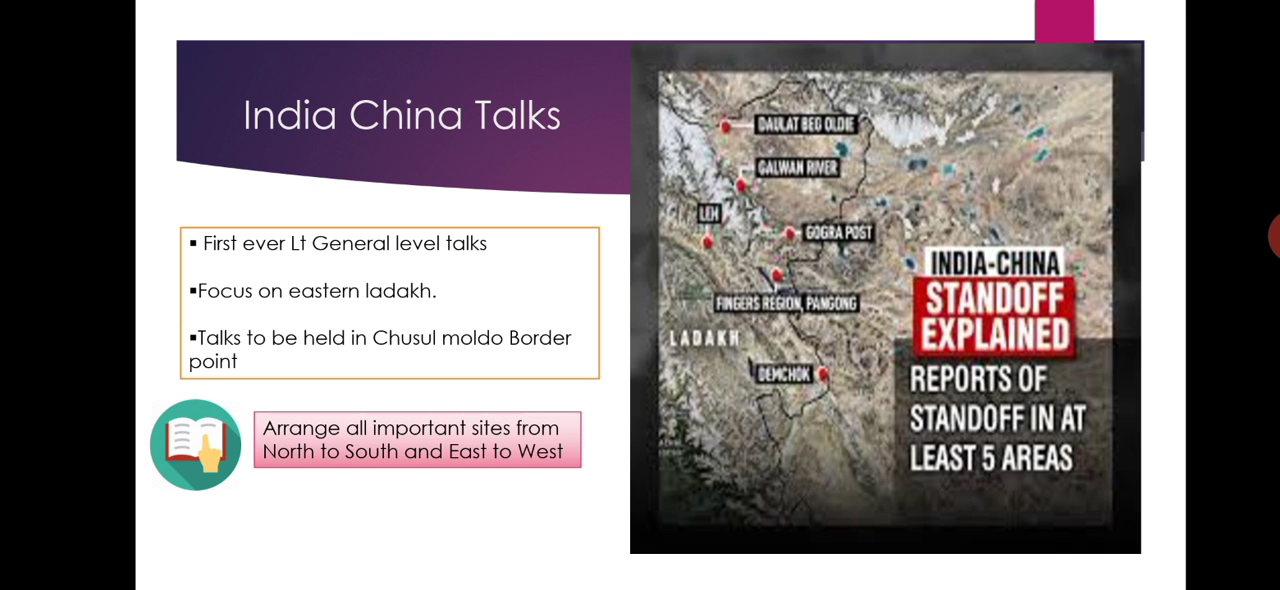 India China Talks
▪ First ever Lt General level talks
▪Focus on eastern ladakh.
▪Talks to be held in Chusul moldo Border
point
Arrange all important sites from
North to South and East to West
DAULAT BEG OLDIE
GALWAN RIVER
LEH
GOGRA POST
FINGERS REGION, PANGONG
LADAKH
DEMCHOK
INDIA-CHINA
STANDOFF
EXPLAINED
REPORTS OF
STANDOFF IN AT
LEAST 5 AREAS